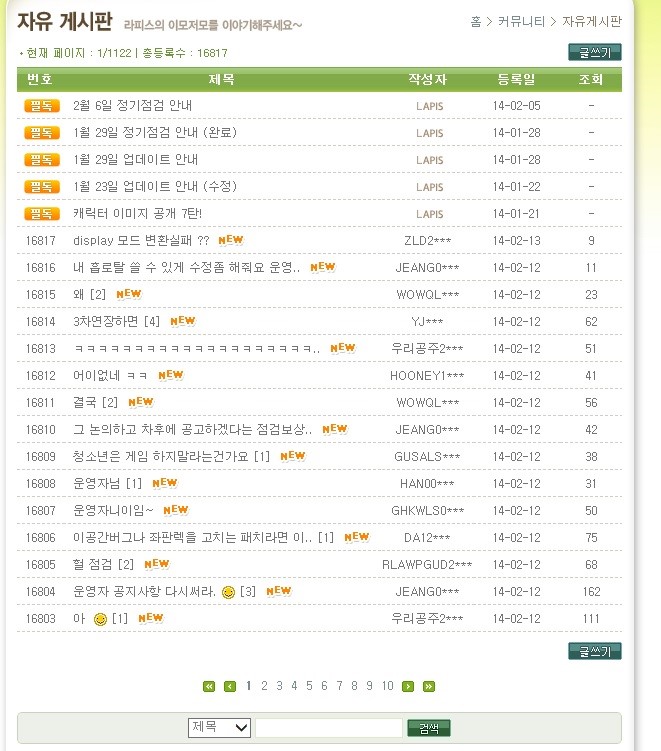 자유 게시판 라피스의 이모저모를 이야기해주세요~ 홈 > 커뮤니티 > 자유게시판
• 현재 페이지 : 1/1122 | 총등록수 : 16817 글쓰기
번호 제목 작성자 등록일 조회
필독 2월 6일 정기점검 안내 LAPIS 14-02-05 -
필독 1월 29일 정기점검 안내 (완료) LAPIS 14-01-28 -
필독 1월 29일 업데이트 안내 LAPIS 14-01-28 -
필독 1월 23일 업데이트 안내 (수정) LAPIS 14-01-22 -
필독 캐릭터 이미지 공개 7탄! LAPIS 14-01-21 -
16817 display 모드 변환실패 ?? NEW ZLD2*** 14-02-13 9
16816 내 홉로탈 쓸 수 있게 수정좀 해줘요 운영.. NEW JEANG0*** 14-02-12 11
16815 왜 [2] NEW WOWQL*** 14-02-12 23
16814 3차연장하면 [4] NEW YJ*** 14-02-12 62
16813 ㅋㅋㅋㅋㅋㅋㅋㅋㅋㅋㅋㅋㅋㅋㅋㅋㅋㅋㅋㅋ.. NEW 우리공주2*** 14-02-12 51
16812 어이없네 ㅋㅋ NEW HOONEY1*** 14-02-12 41
16811 결국 [2] NEW WOWQL*** 14-02-12 56
16810 그 논의하고 차후에 공고하겠다는 점검보상.. NEW JEANG0*** 14-02-12 42
16809 청소년은 게임 하지말라는건가요 [1] NEW GUSALS*** 14-02-12 38
16808 운영자님 [1] NEW HAN00*** 14-02-12 31
16807 운영자니이임~ NEW GHKWLS0*** 14-02-12 50
16806 이공간버그나 좌판렉을 고치는 패치라면 이.. [1] NEW DA12*** 14-02-12 75
16805 헐 점검 [2] NEW RLAWPGUD2*** 14-02-12 68
16804 운영자 공지사항 다시써라. [3] NEW JEANG0*** 14-02-12 162
16803 아 [1] NEW 우리공주2*** 14-02-12 111
글쓰기
1 2 3 4 5 6 7 8 9 10
제목 검색